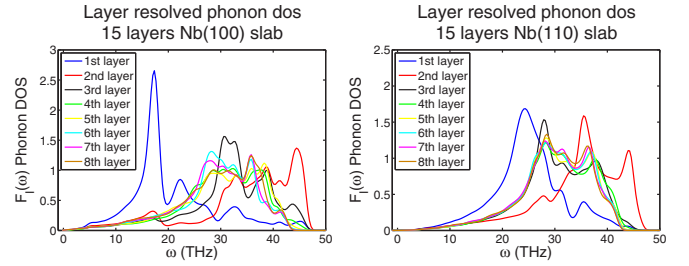 Layer resolved phonon dos
15 layers Nb(100) slab
F_l(ω) Phonon DOS
3
2.5
2
1.5
1
0.5
0
1st layer
2nd layer
3rd layer
4th layer
5th layer
6th layer
7th layer
8th layer
0 10 20 30 40 50
ω (THz)
Layer resolved phonon dos
15 layers Nb(110) slab
F_l(ω) Phonon DOS
2.5
2
1.5
1
0.5
0
1st layer
2nd layer
3rd layer
4th layer
5th layer
6th layer
7th layer
8th layer
0 10 20 30 40 50
ω (THz)